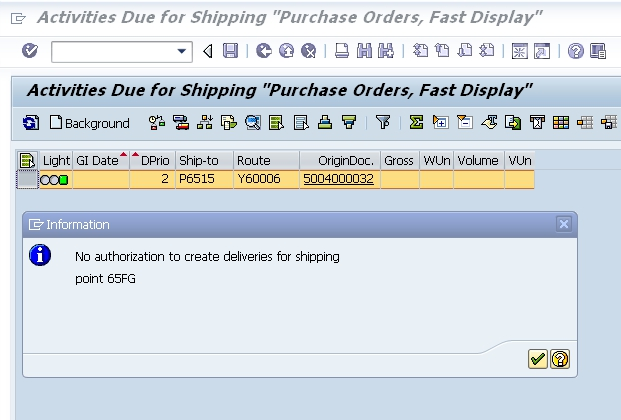 Activities Due for Shipping "Purchase Orders, Fast Display"
Activities Due for Shipping "Purchase Orders, Fast Display"
Background
Light GI Date DPrio Ship-to Route OriginDoc. Gross WUn Volume VUn
2 P6515 Y60006 5004000032
Information
No authorization to create deliveries for shipping
point 65FG